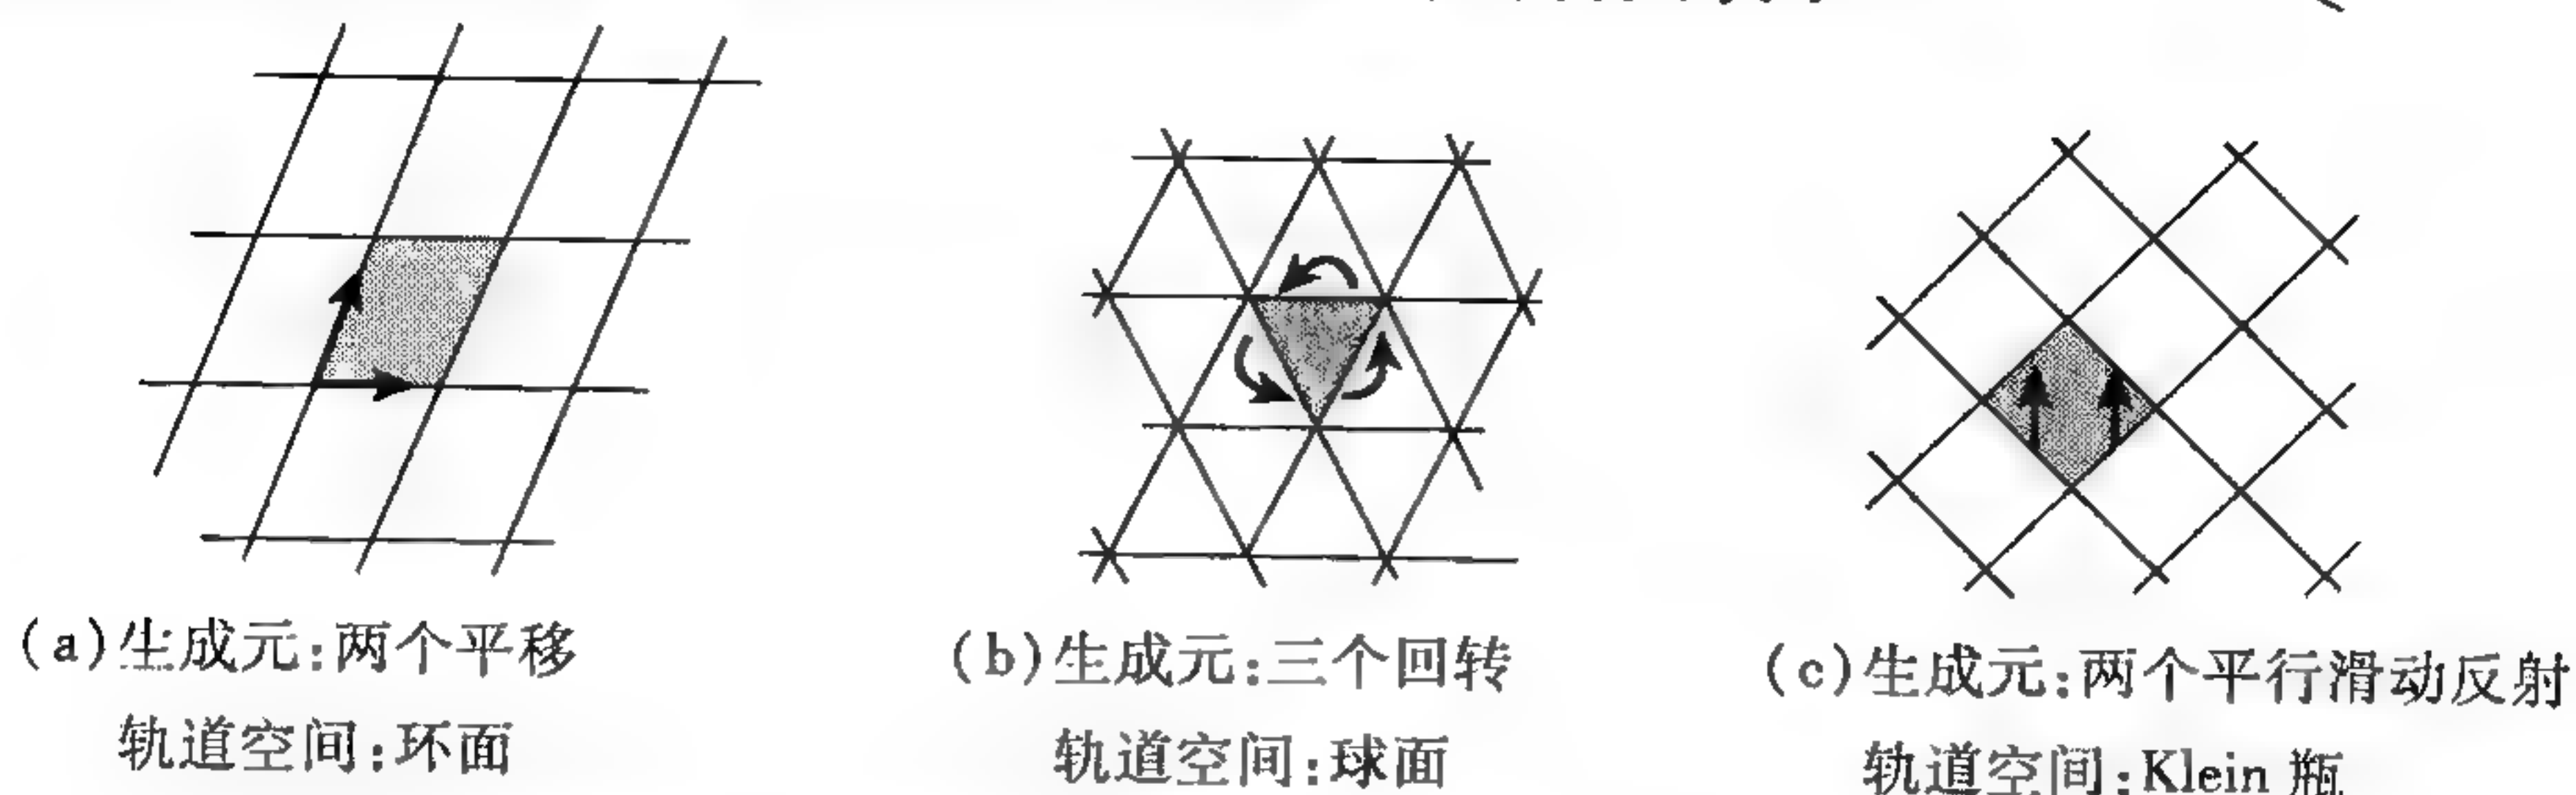 (a)生成元:两个平移
轨道空间:环面
(b)生成元:三个回转
轨道空间:球面
(c)生成元:两个平行滑动反射
轨道空间:Klein 瓶